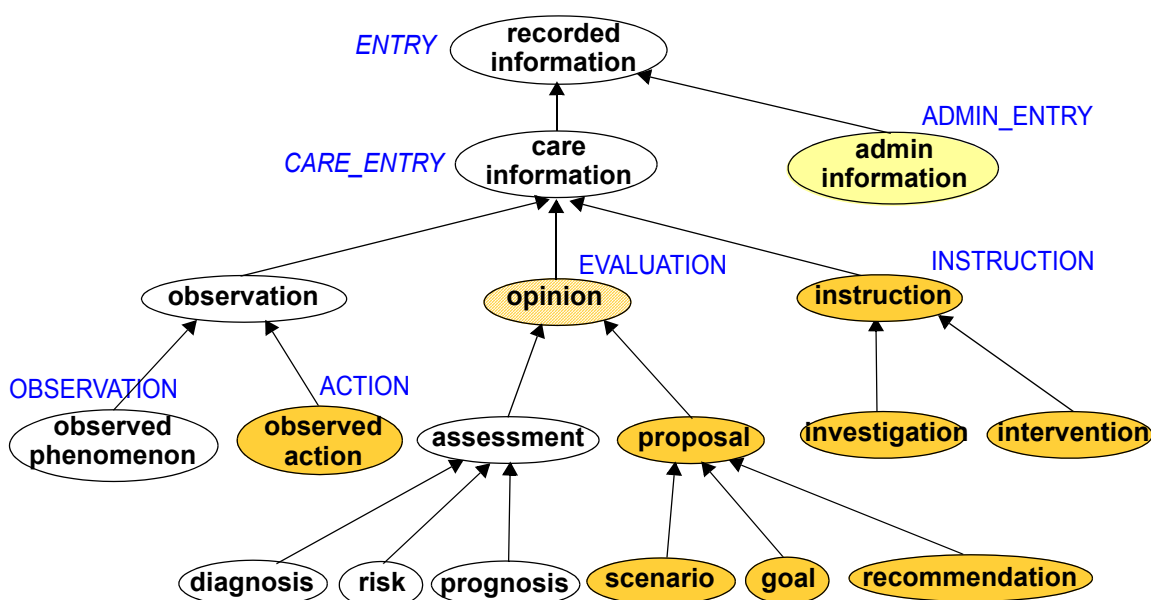 ENTRY
recorded
information
ADMIN_ENTRY
CARE_ENTRY
care
information
admin
information
EVALUATION
INSTRUCTION
observation
opinion
instruction
OBSERVATION
ACTION
observed
phenomenon
observed
action
assessment
proposal
investigation
intervention
diagnosis
risk
prognosis
scenario
goal
recommendation